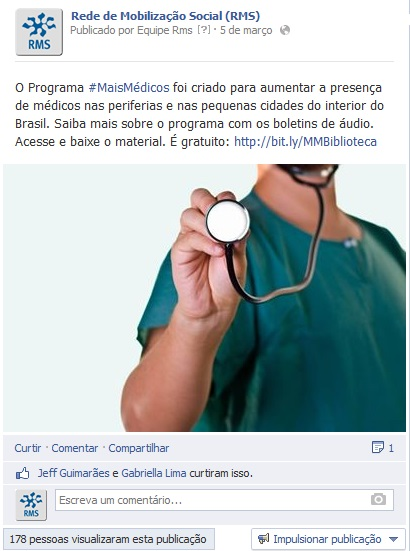 RMS
Rede de Mobilização Social (RMS)
Publicado por Equipe Rms [?] · 5 de março
O Programa #MaisMédicos foi criado para aumentar a presença
de médicos nas periferias e nas pequenas cidades do interior do
Brasil. Saiba mais sobre o programa com os boletins de áudio.
Acesse e baixe o material. É gratuito: http://bit.ly/MMBiblioteca
Curtir · Comentar · Compartilhar
1
Jeff Guimarães e Gabriella Lima curtiram isso.
RMS
Escreva um comentário...
178 pessoas visualizaram esta publicação
Impulsionar publicação